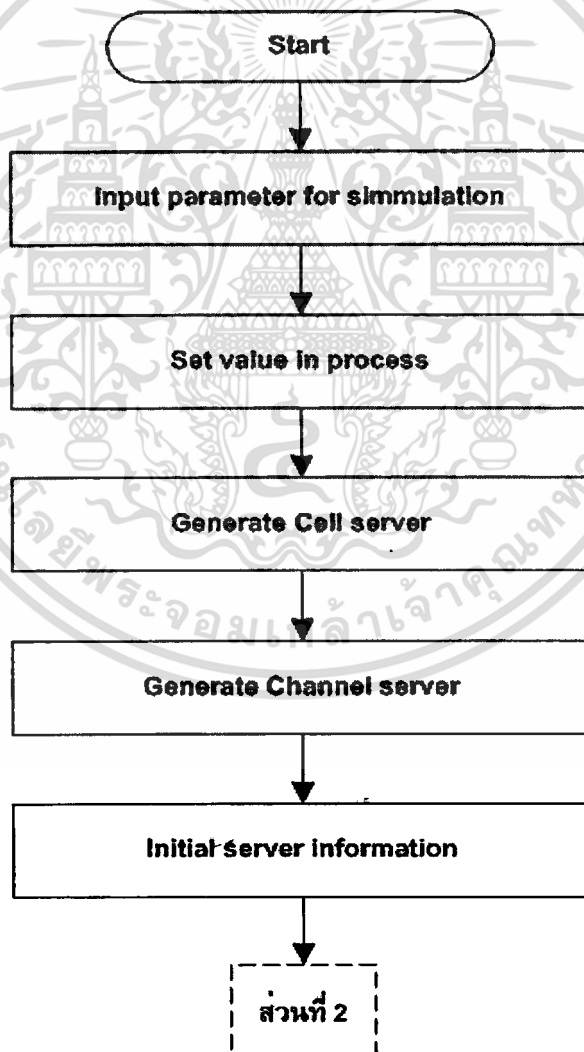 Start
Input parameter for simmulation
Set value in process
Generate Cell server
Generate Channel server
Initial server information
ส่วนที่ 2